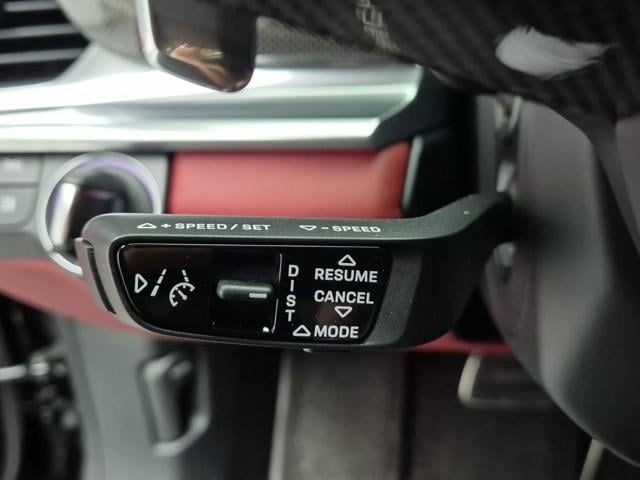 + SPEED / SET - SPEED
DIST
RESUME
CANCEL
MODE